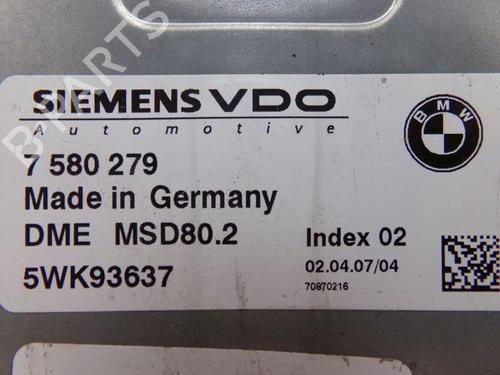 B-PARTS
SIEMENS VDO
Automotive
BMW
7 580 279
Made in Germany
DME MSD80.2
Index 02
5WK93637
02.04.07/04
70870216